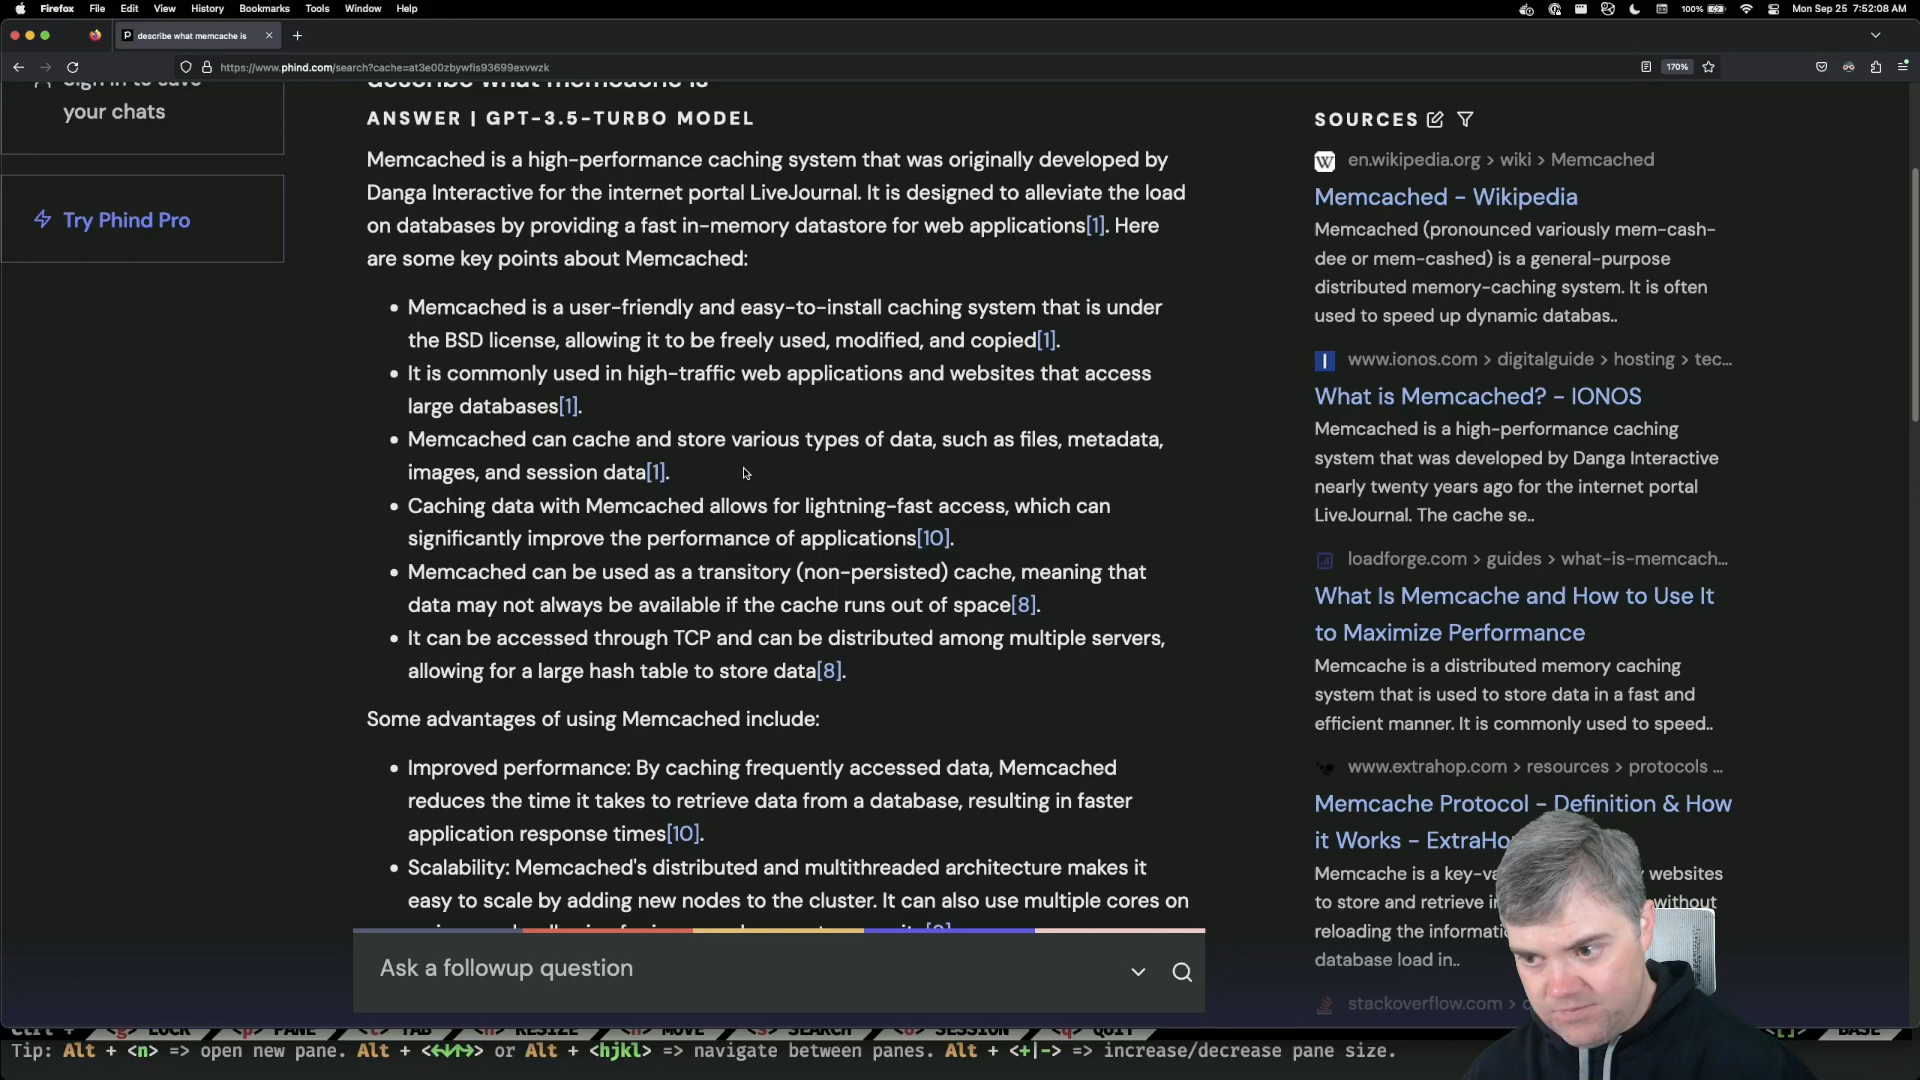 Firefox File Edit View History Bookmarks Tools Window Help
100% Mon Sep 25 7:52:08 AM
describe what memcache is
https://www.phind.com/search?cache=at3e00zbywfis93699exvwzk
170%
your chats
Try Phind Pro
describe what memcache is
ANSWER | GPT-3.5-TURBO MODEL
Memcached is a high-performance caching system that was originally developed by
Danga Interactive for the internet portal LiveJournal. It is designed to alleviate the load
on databases by providing a fast in-memory datastore for web applications[1]. Here
are some key points about Memcached:
• Memcached is a user-friendly and easy-to-install caching system that is under
the BSD license, allowing it to be freely used, modified, and copied[1].
• It is commonly used in high-traffic web applications and websites that access
large databases[1].
• Memcached can cache and store various types of data, such as files, metadata,
images, and session data[1].
• Caching data with Memcached allows for lightning-fast access, which can
significantly improve the performance of applications[10].
• Memcached can be used as a transitory (non-persisted) cache, meaning that
data may not always be available if the cache runs out of space[8].
• It can be accessed through TCP and can be distributed among multiple servers,
allowing for a large hash table to store data[8].
Some advantages of using Memcached include:
• Improved performance: By caching frequently accessed data, Memcached
reduces the time it takes to retrieve data from a database, resulting in faster
application response times[10].
• Scalability: Memcached's distributed and multithreaded architecture makes it
easy to scale by adding new nodes to the cluster. It can also use multiple cores on
Ask a followup question
SOURCES
en.wikipedia.org > wiki > Memcached
Memcached - Wikipedia
Memcached (pronounced variously mem-cash-
dee or mem-cashed) is a general-purpose
distributed memory-caching system. It is often
used to speed up dynamic databas..
www.ionos.com > digitalguide > hosting > tec...
What is Memcached? - IONOS
Memcached is a high-performance caching
system that was developed by Danga Interactive
nearly twenty years ago for the internet portal
LiveJournal. The cache se..
loadforge.com > guides > what-is-memcach...
What Is Memcache and How to Use It
to Maximize Performance
Memcache is a distributed memory caching
system that is used to store data in a fast and
efficient manner. It is commonly used to speed..
www.extrahop.com > resources > protocols ...
Memcache Protocol - Definition & How
it Works - ExtraHo
Memcache is a key-va websites
to store and retrieve i without
reloading the informati
database load in..
stackoverflow.com >
Ctrl + <g> LOCK <p> PANE <t> TAB <n> RESIZE <h> MOVE <s> SEARCH <o> SESSION <q> QUIT BASE
Tip: Alt + <n> => open new pane. Alt + <←↓↑→> or Alt + <hjkl> => navigate between panes. Alt + <+|-> => increase/decrease pane size.